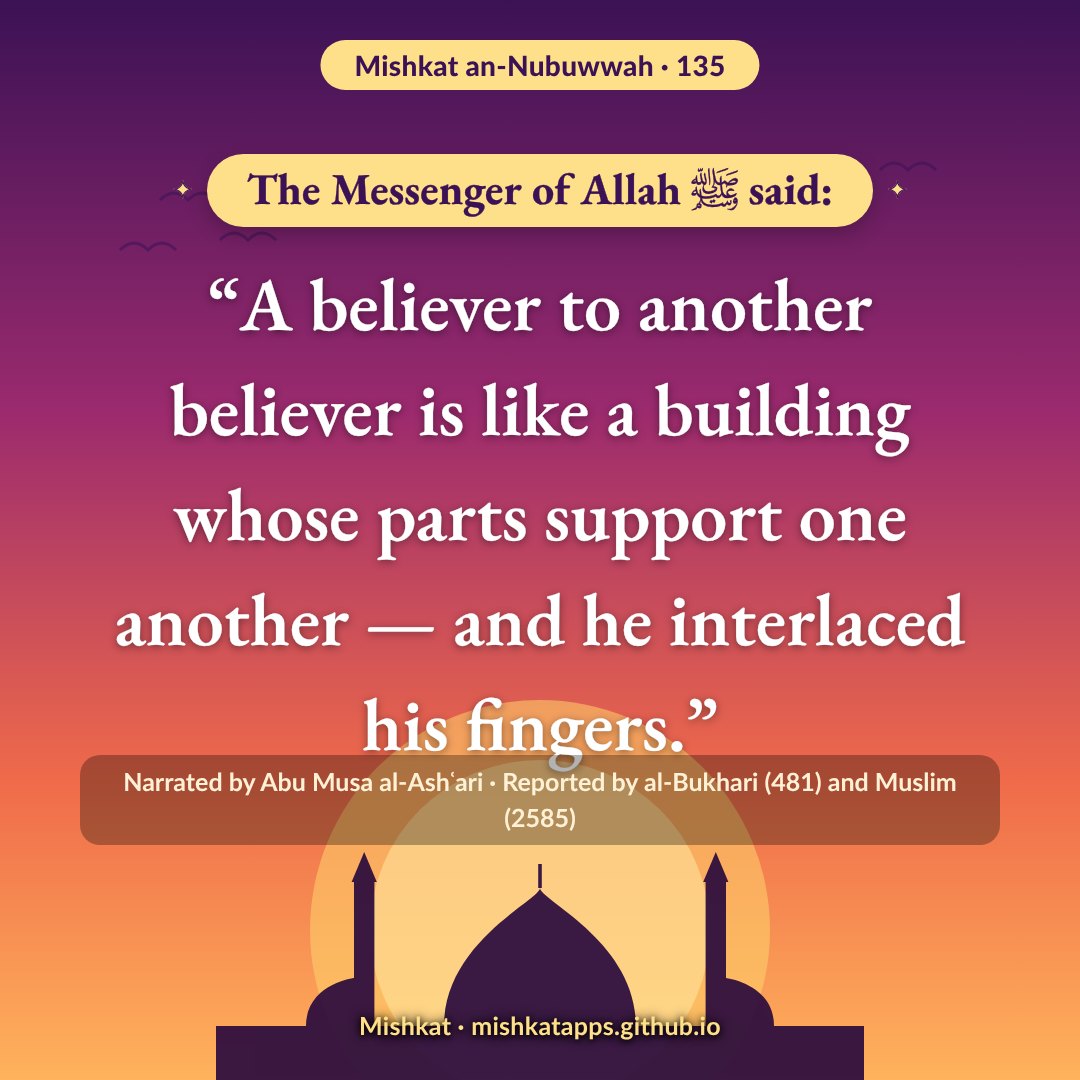 Mishkat an-Nubuwwah · 135
The Messenger of Allah ﷺ said:
“A believer to another
believer is like a building
whose parts support one
another — and he interlaced
his fingers.”
Narrated by Abu Musa al-Ashʿari · Reported by al-Bukhari (481) and Muslim
(2585)
Mishkat · mishkatapps.github.io